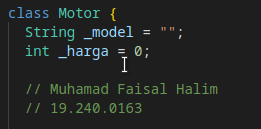 class Motor {
String _model = "";
int _harga = 0;
// Muhamad Faisal Halim
// 19.240.0163